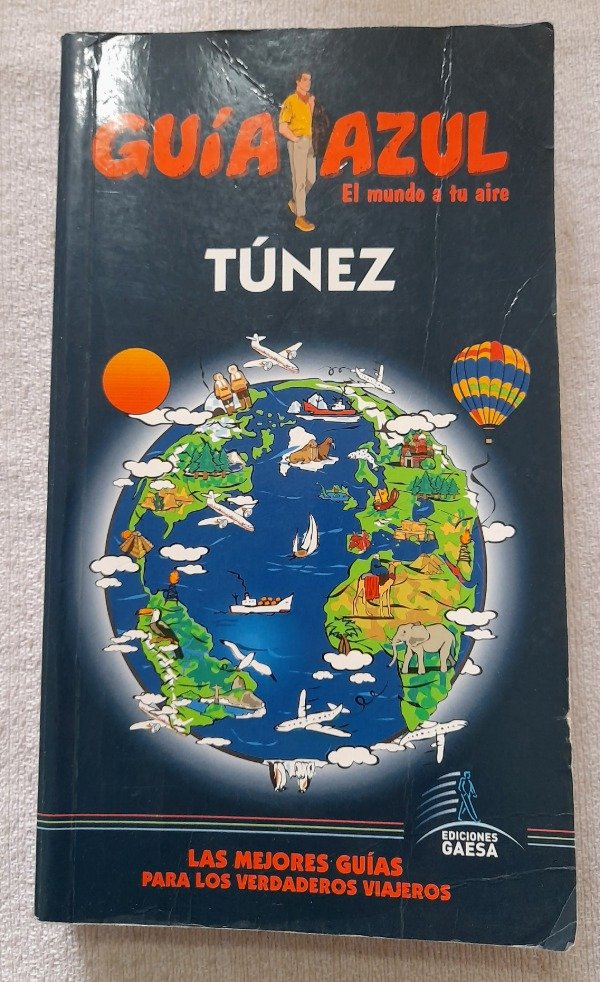 GUÍA AZUL
El mundo a tu aire
TÚNEZ
EDICIONES
GAESA
LAS MEJORES GUÍAS
PARA LOS VERDADEROS VIAJEROS